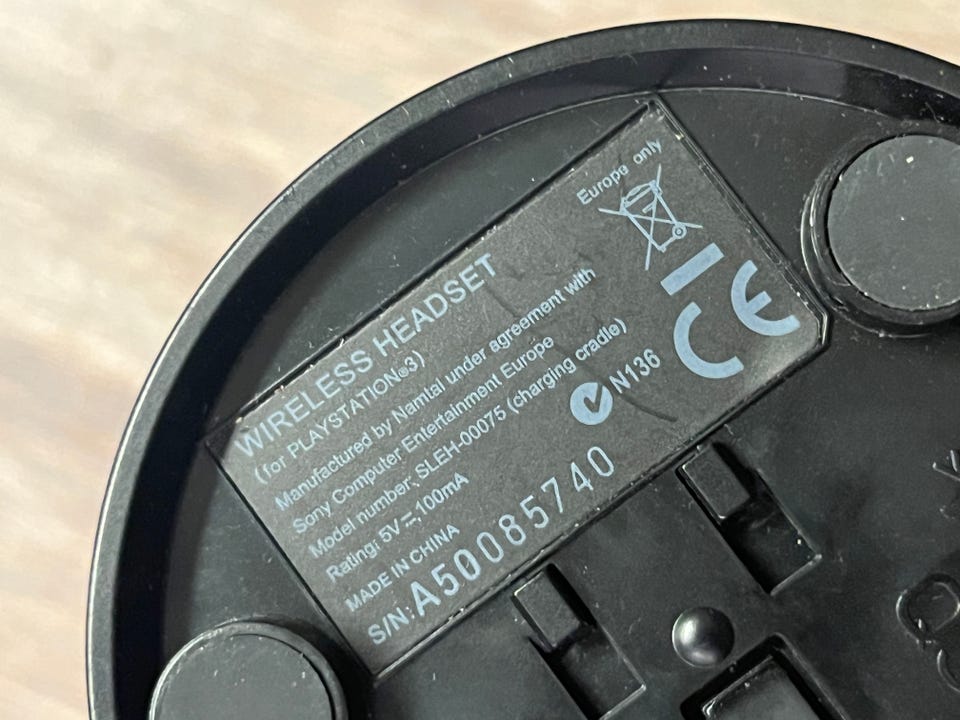 WIRELESS HEADSET
(for PLAYSTATION®3)
Manufactured by Namtai under agreement with
Sony Computer Entertainment Europe
Model number: SLEH-00075 (charging cradle)
Rating: 5V⎓100mA
MADE IN CHINA
S/N: A50085740
N136
Europe only
CE